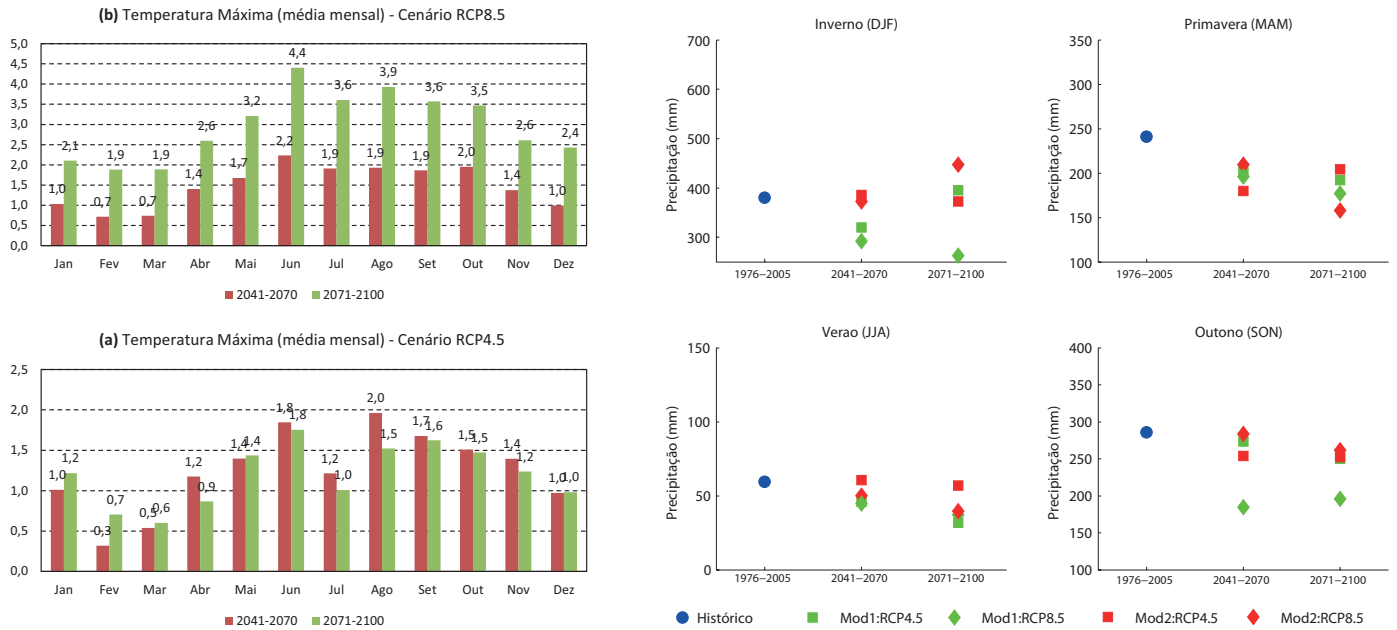 (b) Temperatura Máxima (média mensal) - Cenário RCP8.5
5,0
4,5
4,0
3,5
3,0
2,5
2,0
1,5
1,0
0,5
0,0
1,0 2,1 0,7 1,9 0,7 1,9 1,4 2,6 1,7 3,2 2,2 4,4 1,9 3,6 1,9 3,9 1,9 3,6 2,0 3,5 1,4 2,6 1,0 2,4
Jan Fev Mar Abr Mai Jun Jul Ago Set Out Nov Dez
2041-2070 2071-2100
(a) Temperatura Máxima (média mensal) - Cenário RCP4.5
2,5
2,0
1,5
1,0
0,5
0,0
1,0 1,2 0,3 0,7 0,5 0,6 1,2 0,9 1,4 1,4 1,8 1,8 1,2 1,0 2,0 1,5 1,7 1,6 1,5 1,5 1,4 1,2 1,0 1,0
Jan Fev Mar Abr Mai Jun Jul Ago Set Out Nov Dez
2041-2070 2071-2100
Inverno (DJF)
Precipitação (mm)
700
600
500
400
300
1976–2005 2041–2070 2071–2100
Primavera (MAM)
Precipitação (mm)
350
300
250
200
150
100
1976–2005 2041–2070 2071–2100
Verao (JJA)
Precipitação (mm)
150
100
50
0
1976–2005 2041–2070 2071–2100
Outono (SON)
Precipitação (mm)
400
350
300
250
200
150
100
1976–2005 2041–2070 2071–2100
Histórico Mod1:RCP4.5 Mod1:RCP8.5 Mod2:RCP4.5 Mod2:RCP8.5